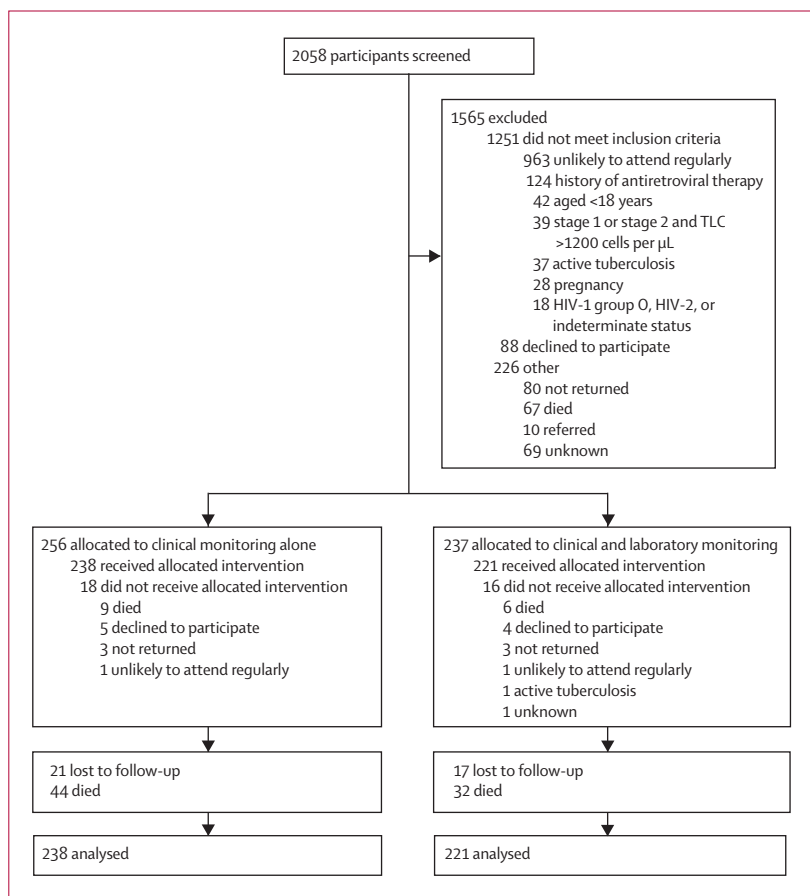 2058 participants screened
1565 excluded
1251 did not meet inclusion criteria
963 unlikely to attend regularly
124 history of antiretroviral therapy
42 aged <18 years
39 stage 1 or stage 2 and TLC
>1200 cells per µL
37 active tuberculosis
28 pregnancy
18 HIV-1 group O, HIV-2, or
indeterminate status
88 declined to participate
226 other
80 not returned
67 died
10 referred
69 unknown
256 allocated to clinical monitoring alone
238 received allocated intervention
18 did not receive allocated intervention
9 died
5 declined to participate
3 not returned
1 unlikely to attend regularly
237 allocated to clinical and laboratory monitoring
221 received allocated intervention
16 did not receive allocated intervention
6 died
4 declined to participate
3 not returned
1 unlikely to attend regularly
1 active tuberculosis
1 unknown
21 lost to follow-up
44 died
17 lost to follow-up
32 died
238 analysed
221 analysed